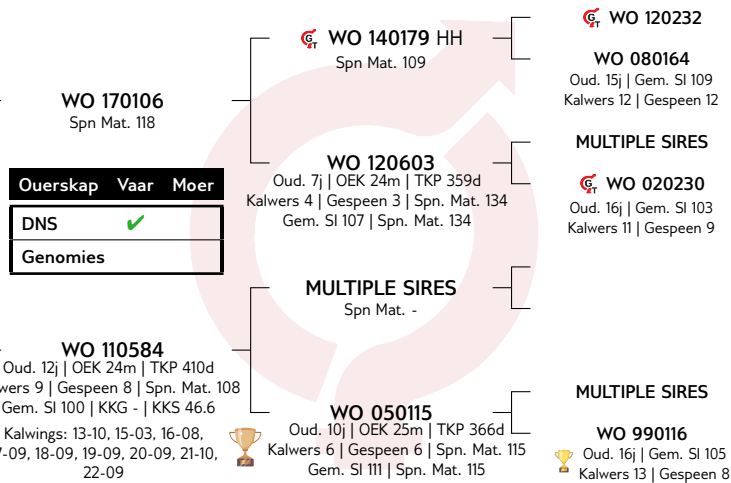 WO 170106
Spn Mat. 118
Ouerskap Vaar Moer
DNS ✔
Genomies
WO 110584
Oud. 12j | OEK 24m | TKP 410d
9 | Gespeen 8 | Spn. Mat. 108
Gem. SI 100 | KKG - | KKS 46.6
Kalwings: 13-10, 15-03, 16-08,
18-09, 19-09, 20-09, 21-10,
22-09
GT WO 140179 HH
Spn Mat. 109
WO 120603
Oud. 7j | OEK 24m | TKP 359d
Kalwers 4 | Gespeen 3 | Spn. Mat. 134
Gem. SI 107 | Spn. Mat. 134
MULTIPLE SIRES
Spn Mat. -
WO 050115
Oud. 10j | OEK 25m | TKP 366d
Kalwers 6 | Gespeen 6 | Spn. Mat. 115
Gem. SI 111 | Spn. Mat. 115
GT WO 120232
WO 080164
Oud. 15j | Gem. SI 109
Kalwers 12 | Gespeen 12
MULTIPLE SIRES
GT WO 020230
Oud. 16j | Gem. SI 103
Kalwers 11 | Gespeen 9
MULTIPLE SIRES
WO 990116
Oud. 16j | Gem. SI 105
Kalwers 13 | Gespeen 8